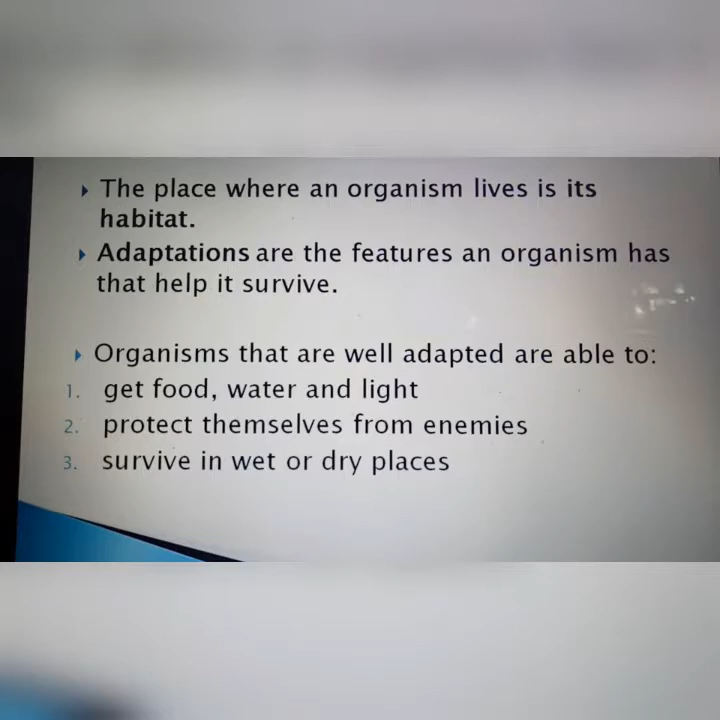 The place where an organism lives is its
habitat.
Adaptations are the features an organism has
that help it survive.
Organisms that are well adapted are able to:
1. get food, water and light
2. protect themselves from enemies
3. survive in wet or dry places